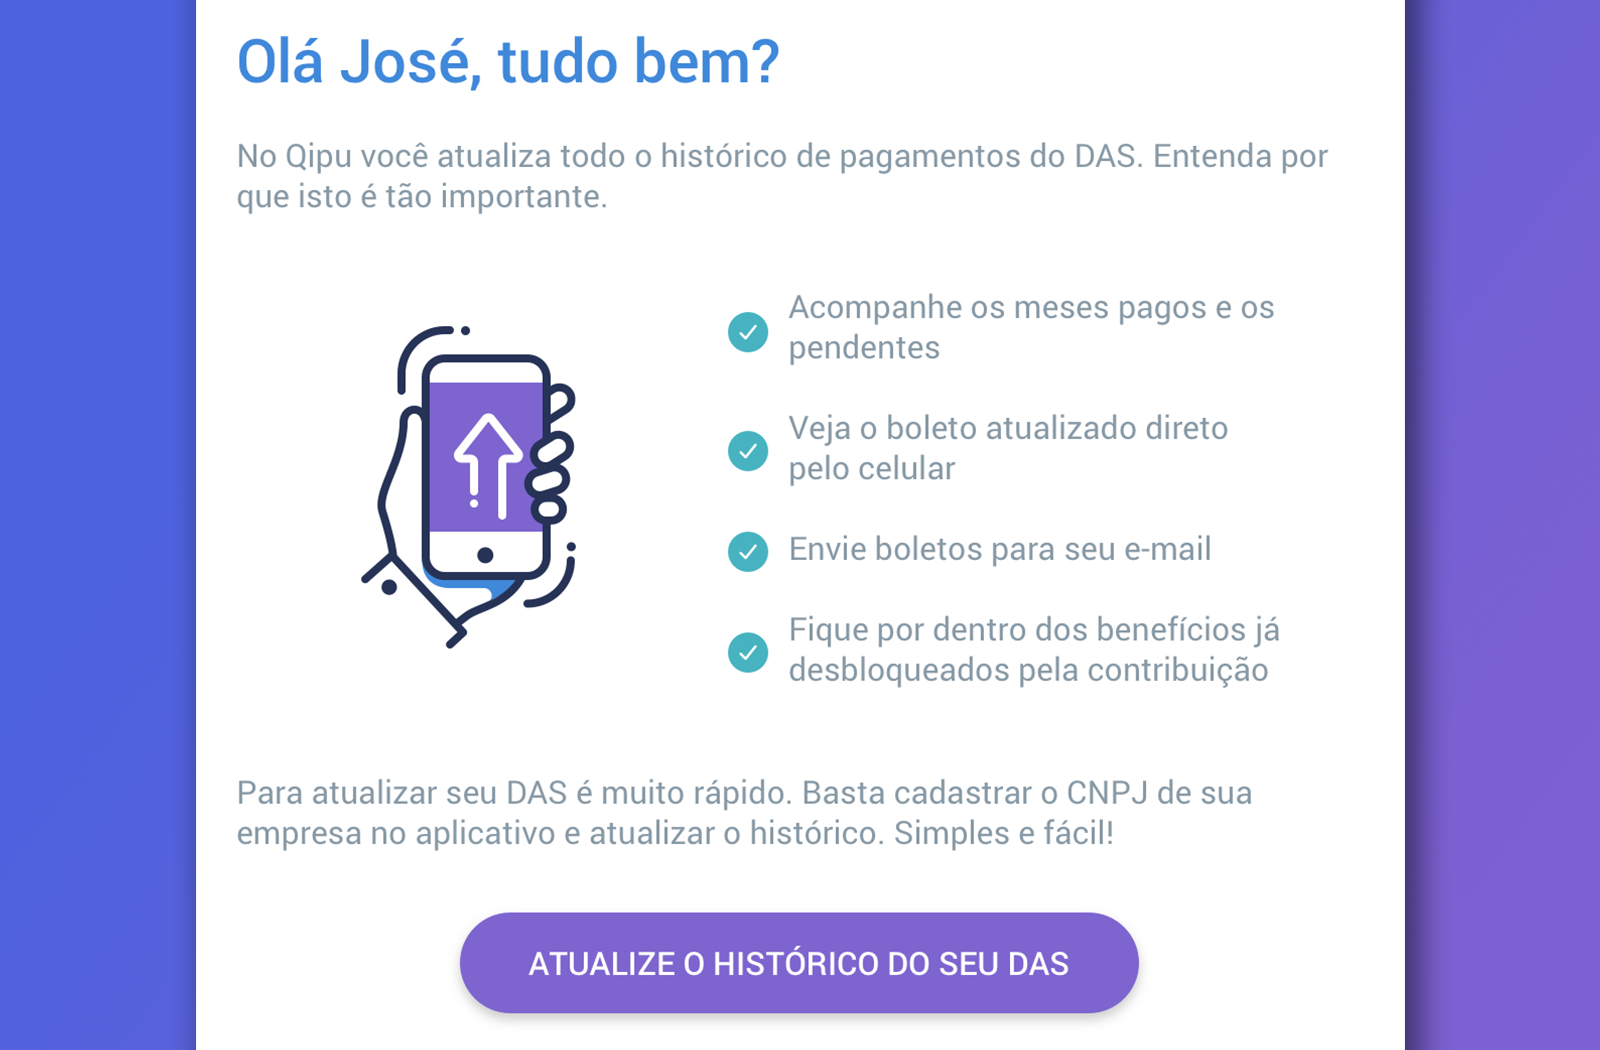 Olá José, tudo bem?
No Qipu você atualiza todo o histórico de pagamentos do DAS. Entenda por
que isto é tão importante.
Acompanhe os meses pagos e os
pendentes
Veja o boleto atualizado direto
pelo celular
Envie boletos para seu e-mail
Fique por dentro dos benefícios já
desbloqueados pela contribuição
Para atualizar seu DAS é muito rápido. Basta cadastrar o CNPJ de sua
empresa no aplicativo e atualizar o histórico. Simples e fácil!
ATUALIZE O HISTÓRICO DO SEU DAS